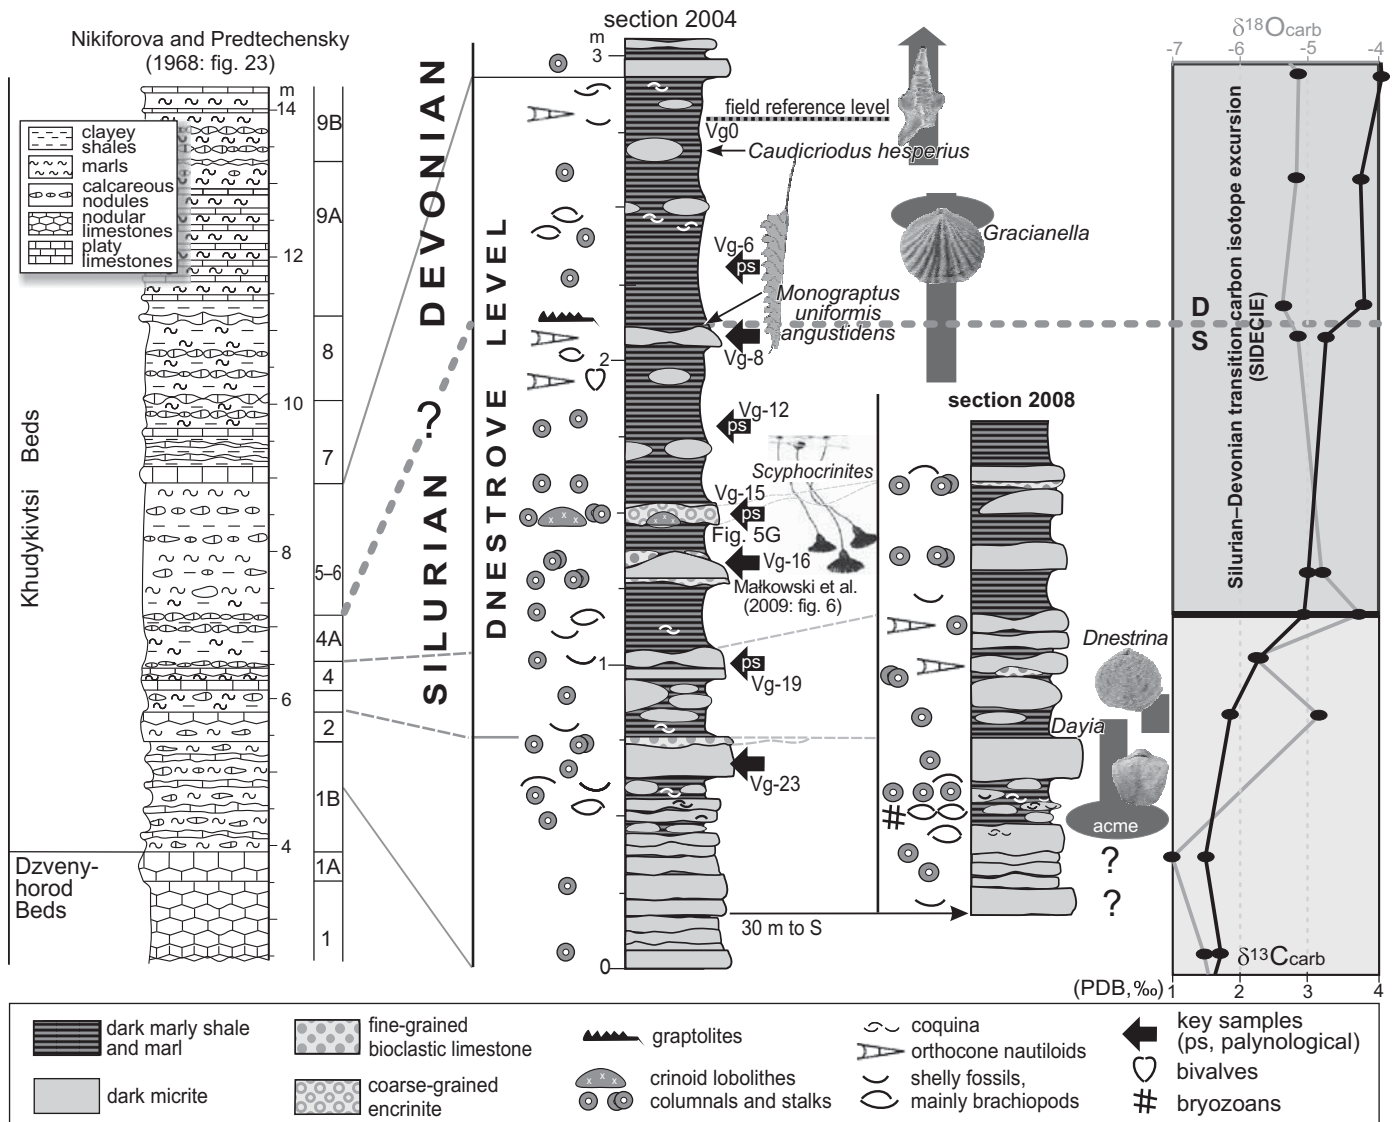 Nikiforova and Predtechensky
(1968: fig. 23)
m
14
12
10
8
6
4
clayey
shales
marls
calcareous
nodules
nodular
limestones
platy
limestones
9B
9A
8
7
5–6
4A
4
2
1B
1A
1
Khudykivtsi Beds
Dzveny-
horod
Beds
SILURIAN ? DEVONIAN
DNESTROVE LEVEL
section 2004
m
3
2
1
0
field reference level
Vg0
Caudicriodus hesperius
Vg-6
ps
Monograptus
uniformis
angustidens
Vg-8
Vg-12
ps
Vg-15
ps
Fig. 5G
Vg-16
ps
Vg-19
Vg-23
Gracianella
Scyphocrinites
Małkowski et al.
(2009: fig. 6)
section 2008
30 m to S
Dnestrina
Dayia
acme
?
?
δ18Ocarb
-7 -6 -5 -4
D
S
Silurian–Devonian transition carbon isotope excursion
(SIDECIE)
δ13Ccarb
(PDB,‰) 1 2 3 4
dark marly shale
and marl
dark micrite
fine-grained
bioclastic limestone
coarse-grained
encrinite
graptolites
crinoid lobolithes
columnals and stalks
coquina
orthocone nautiloids
shelly fossils,
mainly brachiopods
key samples
(ps, palynological)
bivalves
bryozoans